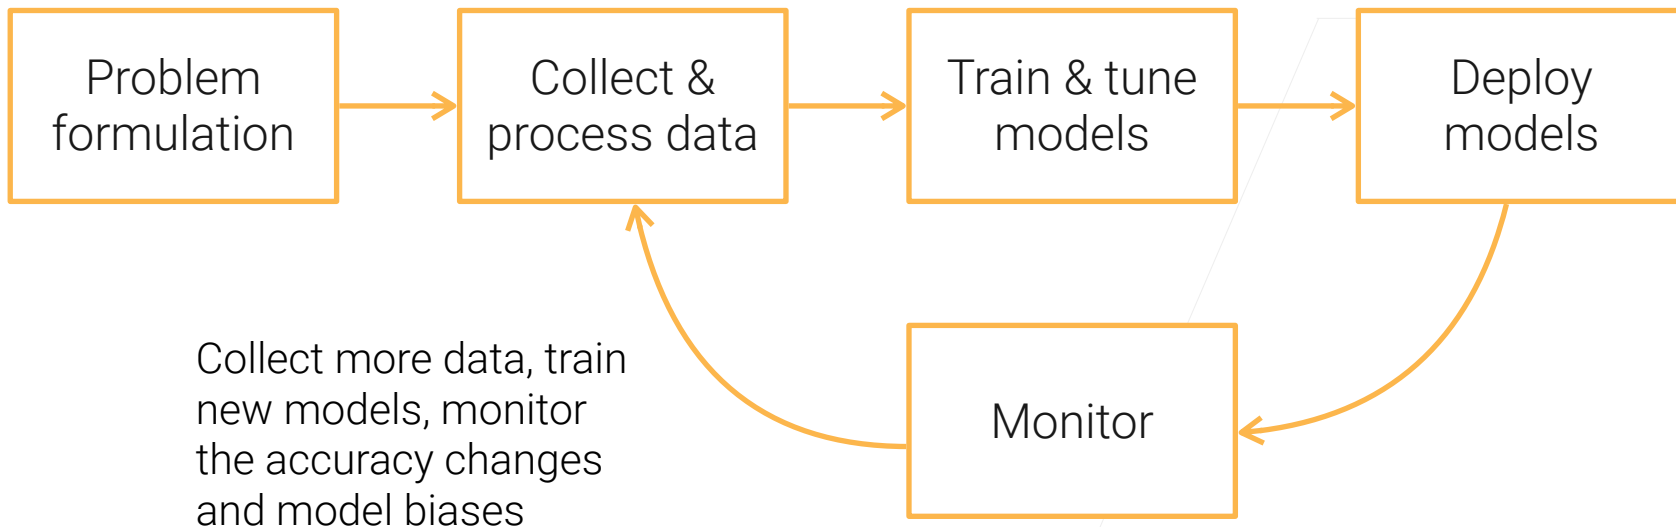 Problem
formulation
Collect &
process data
Train & tune
models
Deploy
models
Monitor
Collect more data, train
new models, monitor
the accuracy changes
and model biases